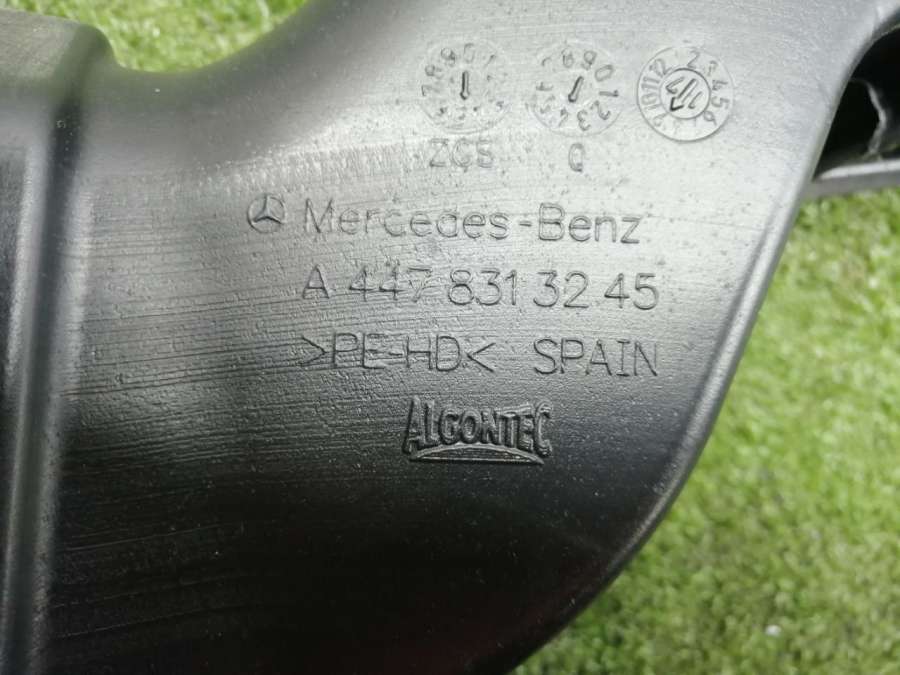 ZCS Q
Mercedes-Benz
A 447 831 32 45
>PE-HD< SPAIN
ALGONTEC